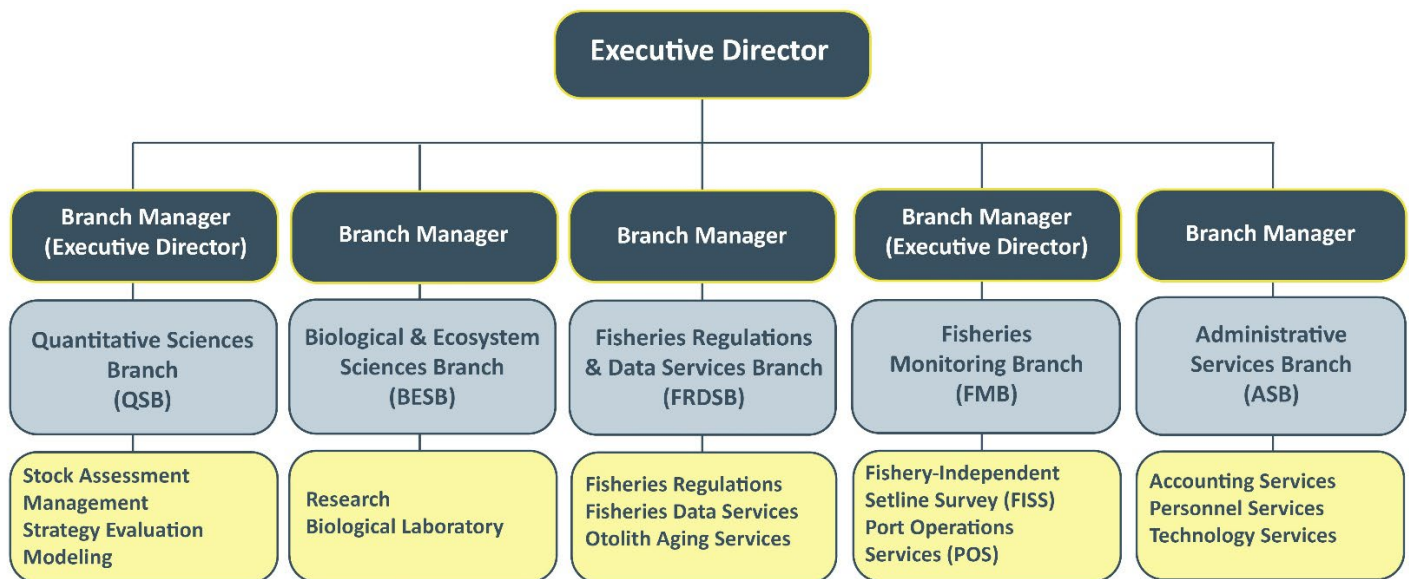 Executive Director
Branch Manager
(Executive Director)
Branch Manager
Branch Manager
Branch Manager
(Executive Director)
Branch Manager
Quantitative Sciences
Branch
(QSB)
Biological & Ecosystem
Sciences Branch
(BESB)
Fisheries Regulations
& Data Services Branch
(FRDSB)
Fisheries
Monitoring Branch
(FMB)
Administrative
Services Branch
(ASB)
Stock Assessment
Management
Strategy Evaluation
Modeling
Research
Biological Laboratory
Fisheries Regulations
Fisheries Data Services
Otolith Aging Services
Fishery-Independent
Setline Survey (FISS)
Port Operations
Services (POS)
Accounting Services
Personnel Services
Technology Services